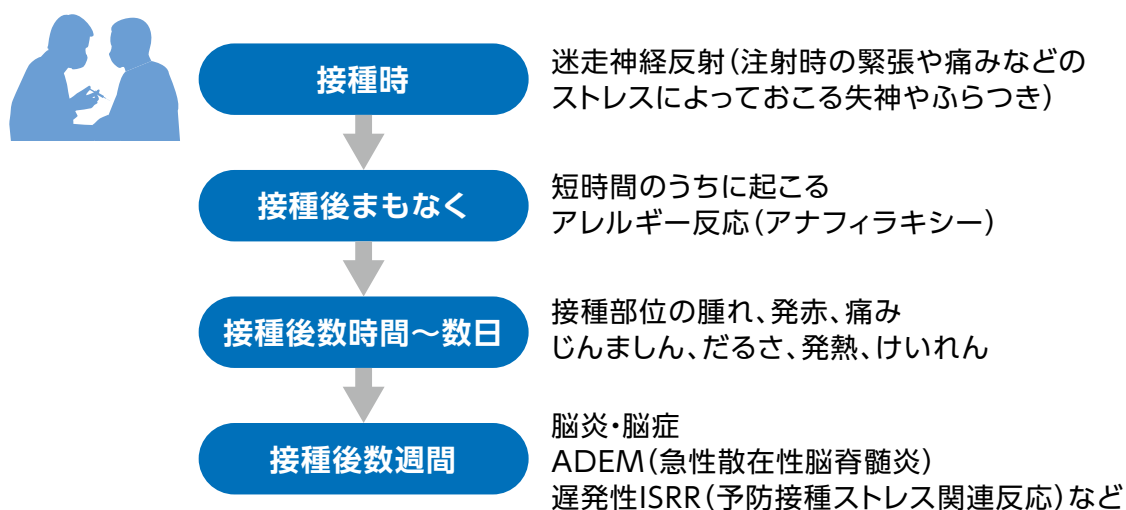 接種時
迷走神経反射（注射時の緊張や痛みなどの
ストレスによっておこる失神やふらつき）
接種後まもなく
短時間のうちに起こる
アレルギー反応（アナフィラキシー）
接種後数時間～数日
接種部位の腫れ、発赤、痛み
じんましん、だるさ、発熱、けいれん
接種後数週間
脳炎・脳症
ADEM（急性散在性脳脊髄炎）
遅発性ISRR（予防接種ストレス関連反応）など